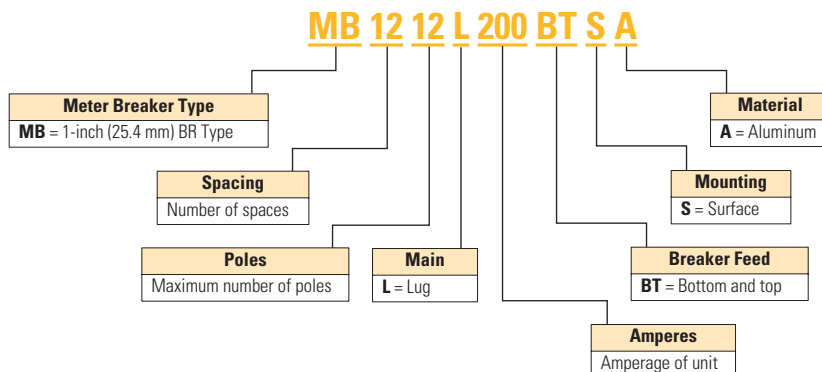 MB 12 12 L 200 BT S A
Meter Breaker Type
MB = 1-inch (25.4 mm) BR Type
Material
A = Aluminum
Spacing
Number of spaces
Mounting
S = Surface
Poles
Maximum number of poles
Main
L = Lug
Breaker Feed
BT = Bottom and top
Amperes
Amperage of unit